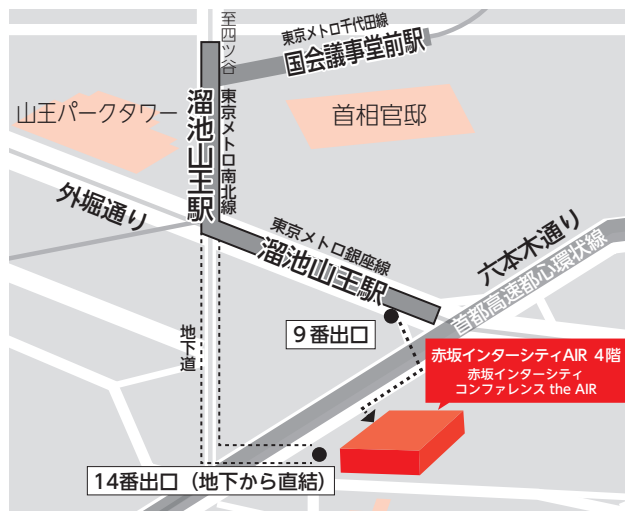 至四ツ谷
東京メトロ千代田線
国会議事堂前駅
山王パークタワー
溜池山王駅
東京メトロ南北線
首相官邸
外堀通り
東京メトロ銀座線
溜池山王駅
六本木通り
首都高速都心環状線
地下道
9番出口
赤坂インターシティAIR 4階
赤坂インターシティ
コンファレンス the AIR
14番出口（地下から直結）